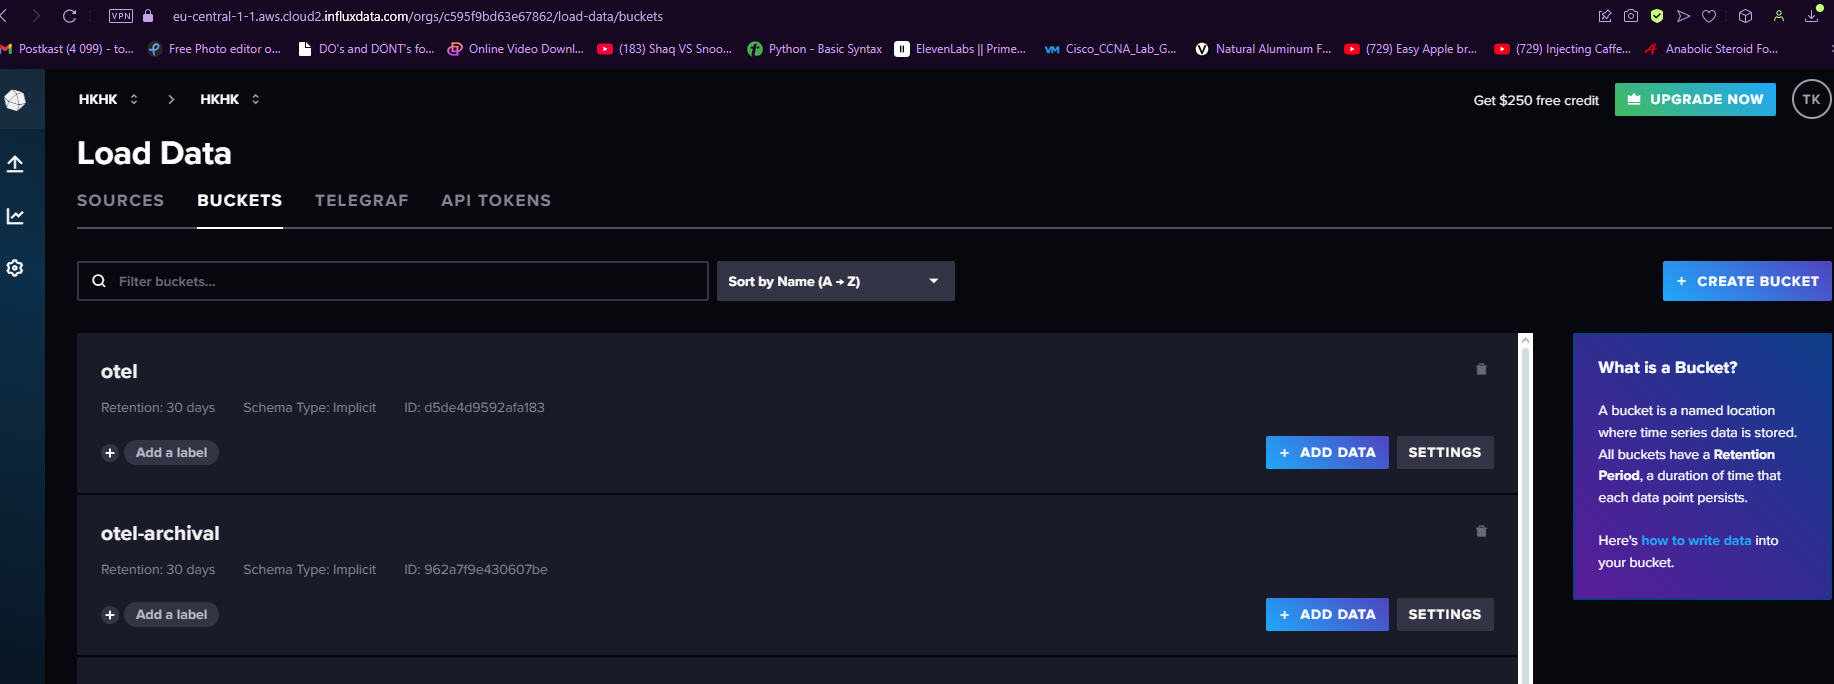 VPN eu-central-1-1.aws.cloud2.influxdata.com/orgs/c595f9bd63e67862/load-data/buckets
Postkast (4 099) - to... Free Photo editor o... DO's and DONT's fo... Online Video Downl... (183) Shaq VS Snoo... Python - Basic Syntax ElevenLabs || Prime... VM Cisco_CCNA_Lab_G... Natural Aluminum F... (729) Easy Apple br... (729) Injecting Caffe... Anabolic Steroid Fo...
HKHK HKHK Get $250 free credit UPGRADE NOW TK
Load Data
SOURCES BUCKETS TELEGRAF API TOKENS
Filter buckets... Sort by Name (A → Z) + CREATE BUCKET
otel
Retention: 30 days Schema Type: Implicit ID: d5de4d9592afa183
+ Add a label + ADD DATA SETTINGS
otel-archival
Retention: 30 days Schema Type: Implicit ID: 962a7f9e430607be
+ Add a label + ADD DATA SETTINGS
What is a Bucket?
A bucket is a named location
where time series data is stored.
All buckets have a Retention
Period, a duration of time that
each data point persists.
Here's how to write data into
your bucket.